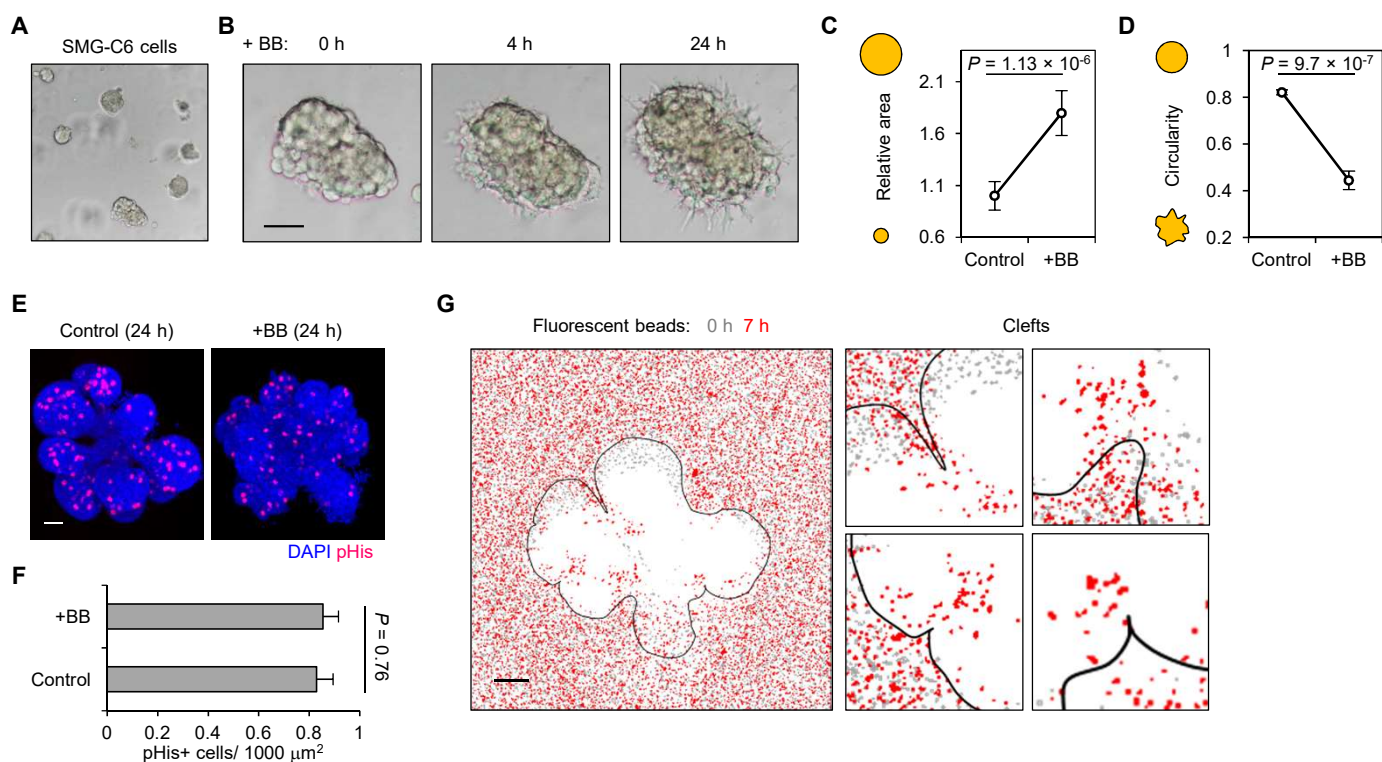 A
SMG-C6 cells
B
+ BB: 0 h 4 h 24 h
C
P = 1.13 × 10⁻⁶
Relative area
2.1
1.6
1.1
0.6
Control +BB
D
P = 9.7 × 10⁻⁷
Circularity
1
0.8
0.6
0.4
0.2
Control +BB
E
Control (24 h) +BB (24 h)
DAPI pHis
F
+BB
Control
P = 0.76
0 0.2 0.4 0.6 0.8 1
pHis+ cells/ 1000 μm²
G
Fluorescent beads: 0 h 7 h
Clefts